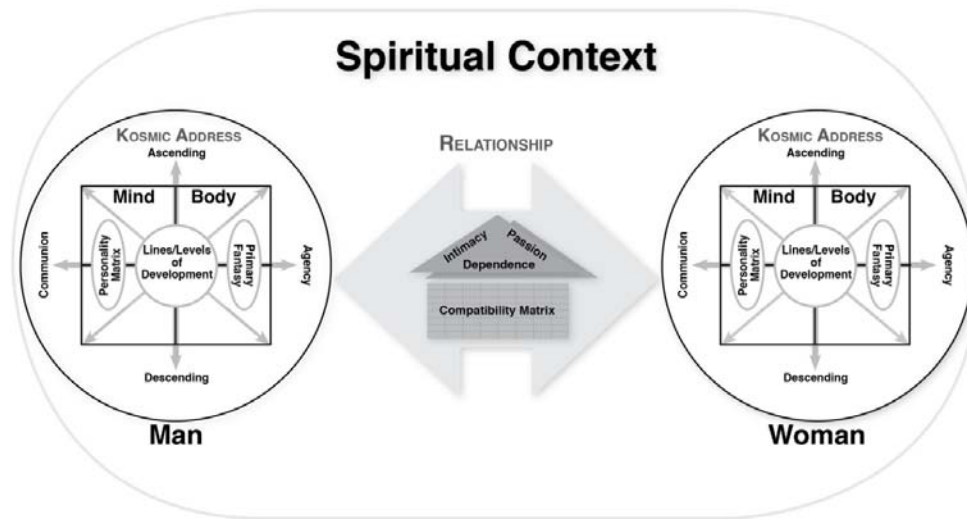 Spiritual Context
KOSMIC ADDRESS
Ascending
Mind
Body
Communion
Personality
Matrix
Lines/Levels
of
Development
Primary
Fantasy
Agency
Descending
Man
RELATIONSHIP
Intimacy
Passion
Dependence
Compatibility Matrix
KOSMIC ADDRESS
Ascending
Mind
Body
Communion
Personality
Matrix
Lines/Levels
of
Development
Primary
Fantasy
Agency
Descending
Woman